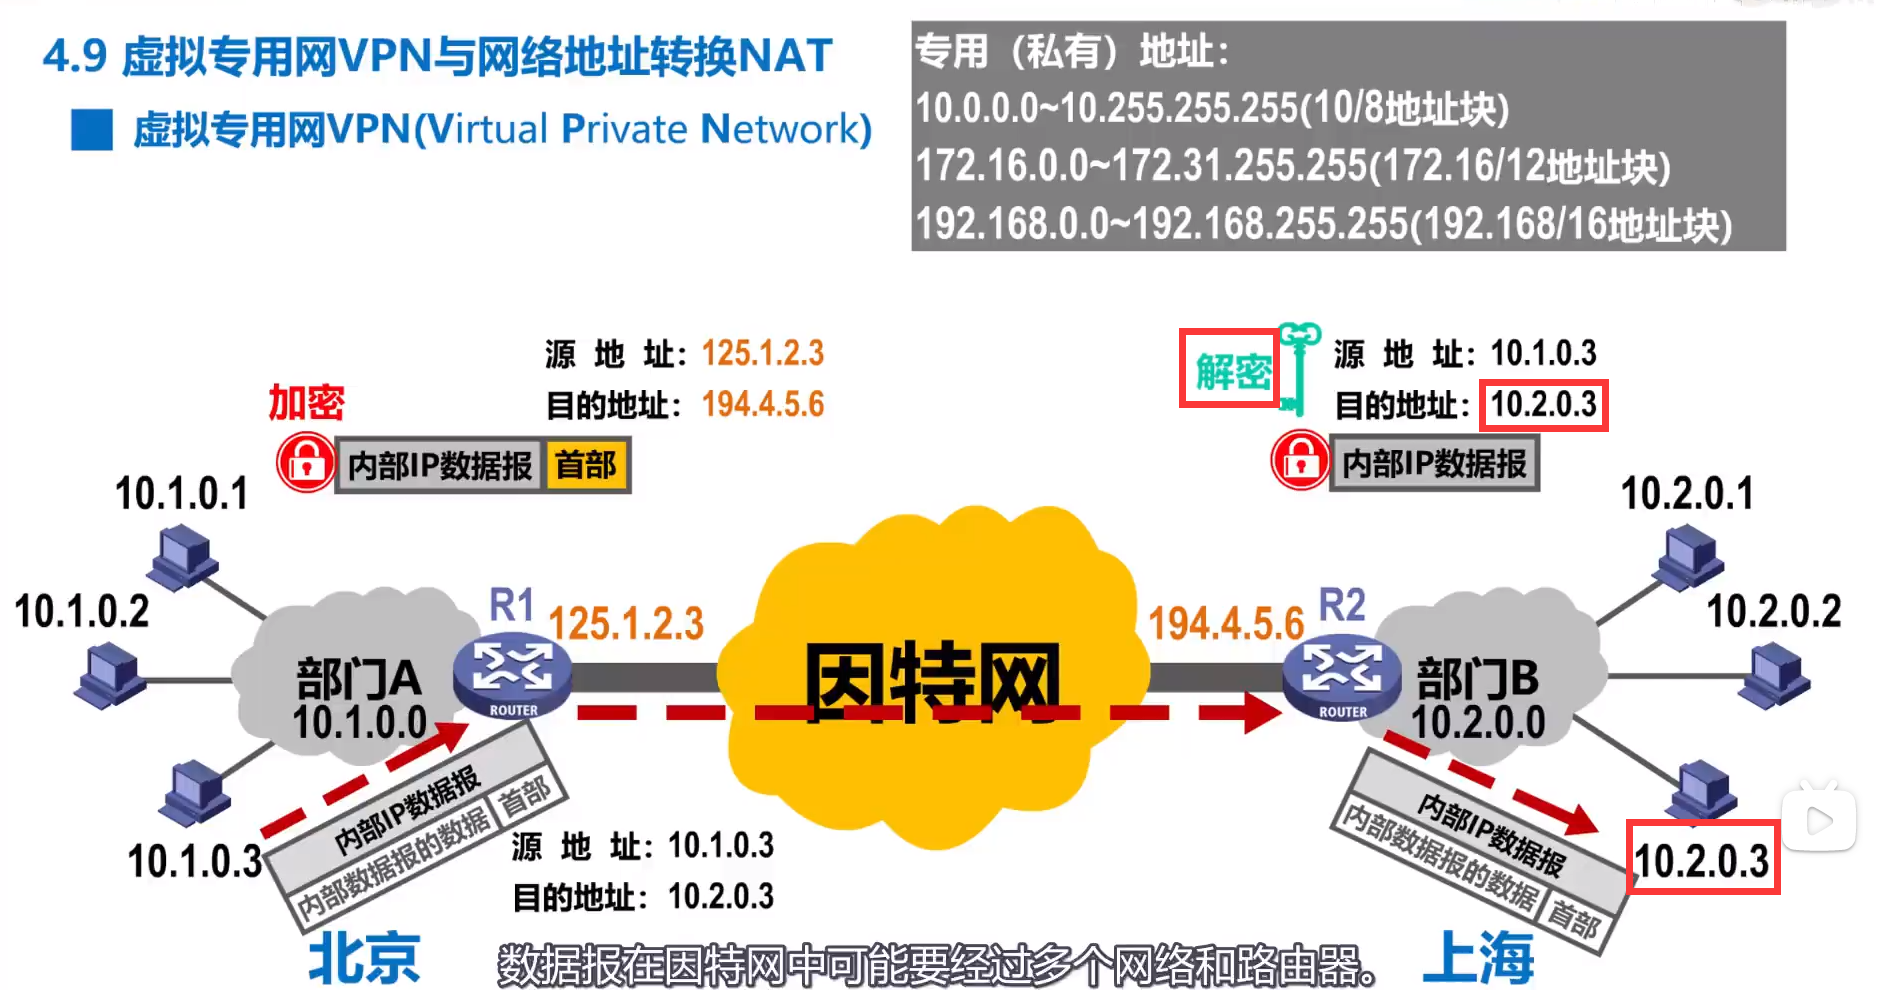 4.9 虚拟专用网VPN与网络地址转换NAT
虚拟专用网VPN(Virtual Private Network)
专用（私有）地址：
10.0.0.0~10.255.255.255(10/8地址块)
172.16.0.0~172.31.255.255(172.16/12地址块)
192.168.0.0~192.168.255.255(192.168/16地址块)
源 地 址：125.1.2.3
目的地址：194.4.5.6
加密
内部IP数据报 首部
解密
源 地 址：10.1.0.3
目的地址：10.2.0.3
内部IP数据报
10.1.0.1
10.1.0.2
10.1.0.3
部门A
10.1.0.0
R1
ROUTER
125.1.2.3
因特网
194.4.5.6
R2
ROUTER
部门B
10.2.0.0
10.2.0.1
10.2.0.2
10.2.0.3
内部IP数据报
内部数据报的数据 首部
源 地 址：10.1.0.3
目的地址：10.2.0.3
内部IP数据报
内部数据报的数据 首部
北京
上海
数据报在因特网中可能要经过多个网络和路由器。